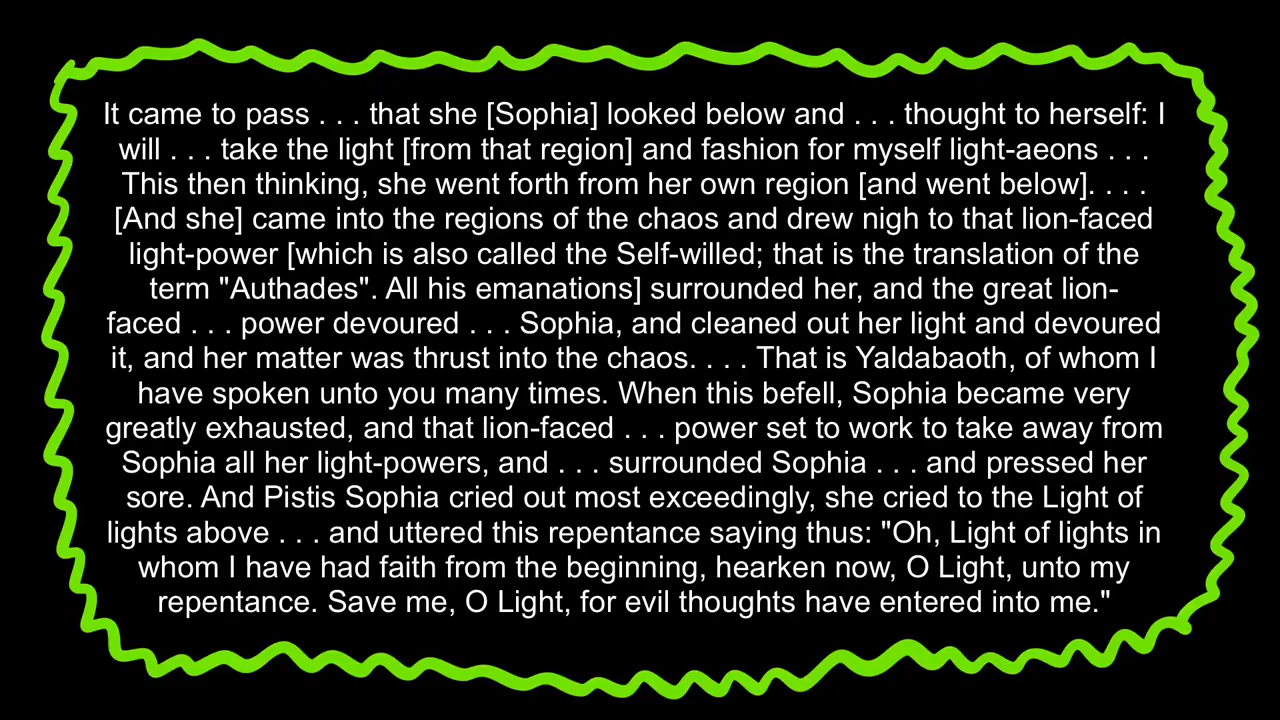 It came to pass . . . that she [Sophia] looked below and . . . thought to herself: I
will . . . take the light [from that region] and fashion for myself light-aeons . . .
This then thinking, she went forth from her own region [and went below]. . . .
[And she] came into the regions of the chaos and drew nigh to that lion-faced
light-power [which is also called the Self-willed; that is the translation of the
term "Authades". All his emanations] surrounded her, and the great lion-
faced . . . power devoured . . . Sophia, and cleaned out her light and devoured
it, and her matter was thrust into the chaos. . . . That is Yaldabaoth, of whom I
have spoken unto you many times. When this befell, Sophia became very
greatly exhausted, and that lion-faced . . . power set to work to take away from
Sophia all her light-powers, and . . . surrounded Sophia . . . and pressed her
sore. And Pistis Sophia cried out most exceedingly, she cried to the Light of
lights above . . . and uttered this repentance saying thus: "Oh, Light of lights in
whom I have had faith from the beginning, hearken now, O Light, unto my
repentance. Save me, O Light, for evil thoughts have entered into me."